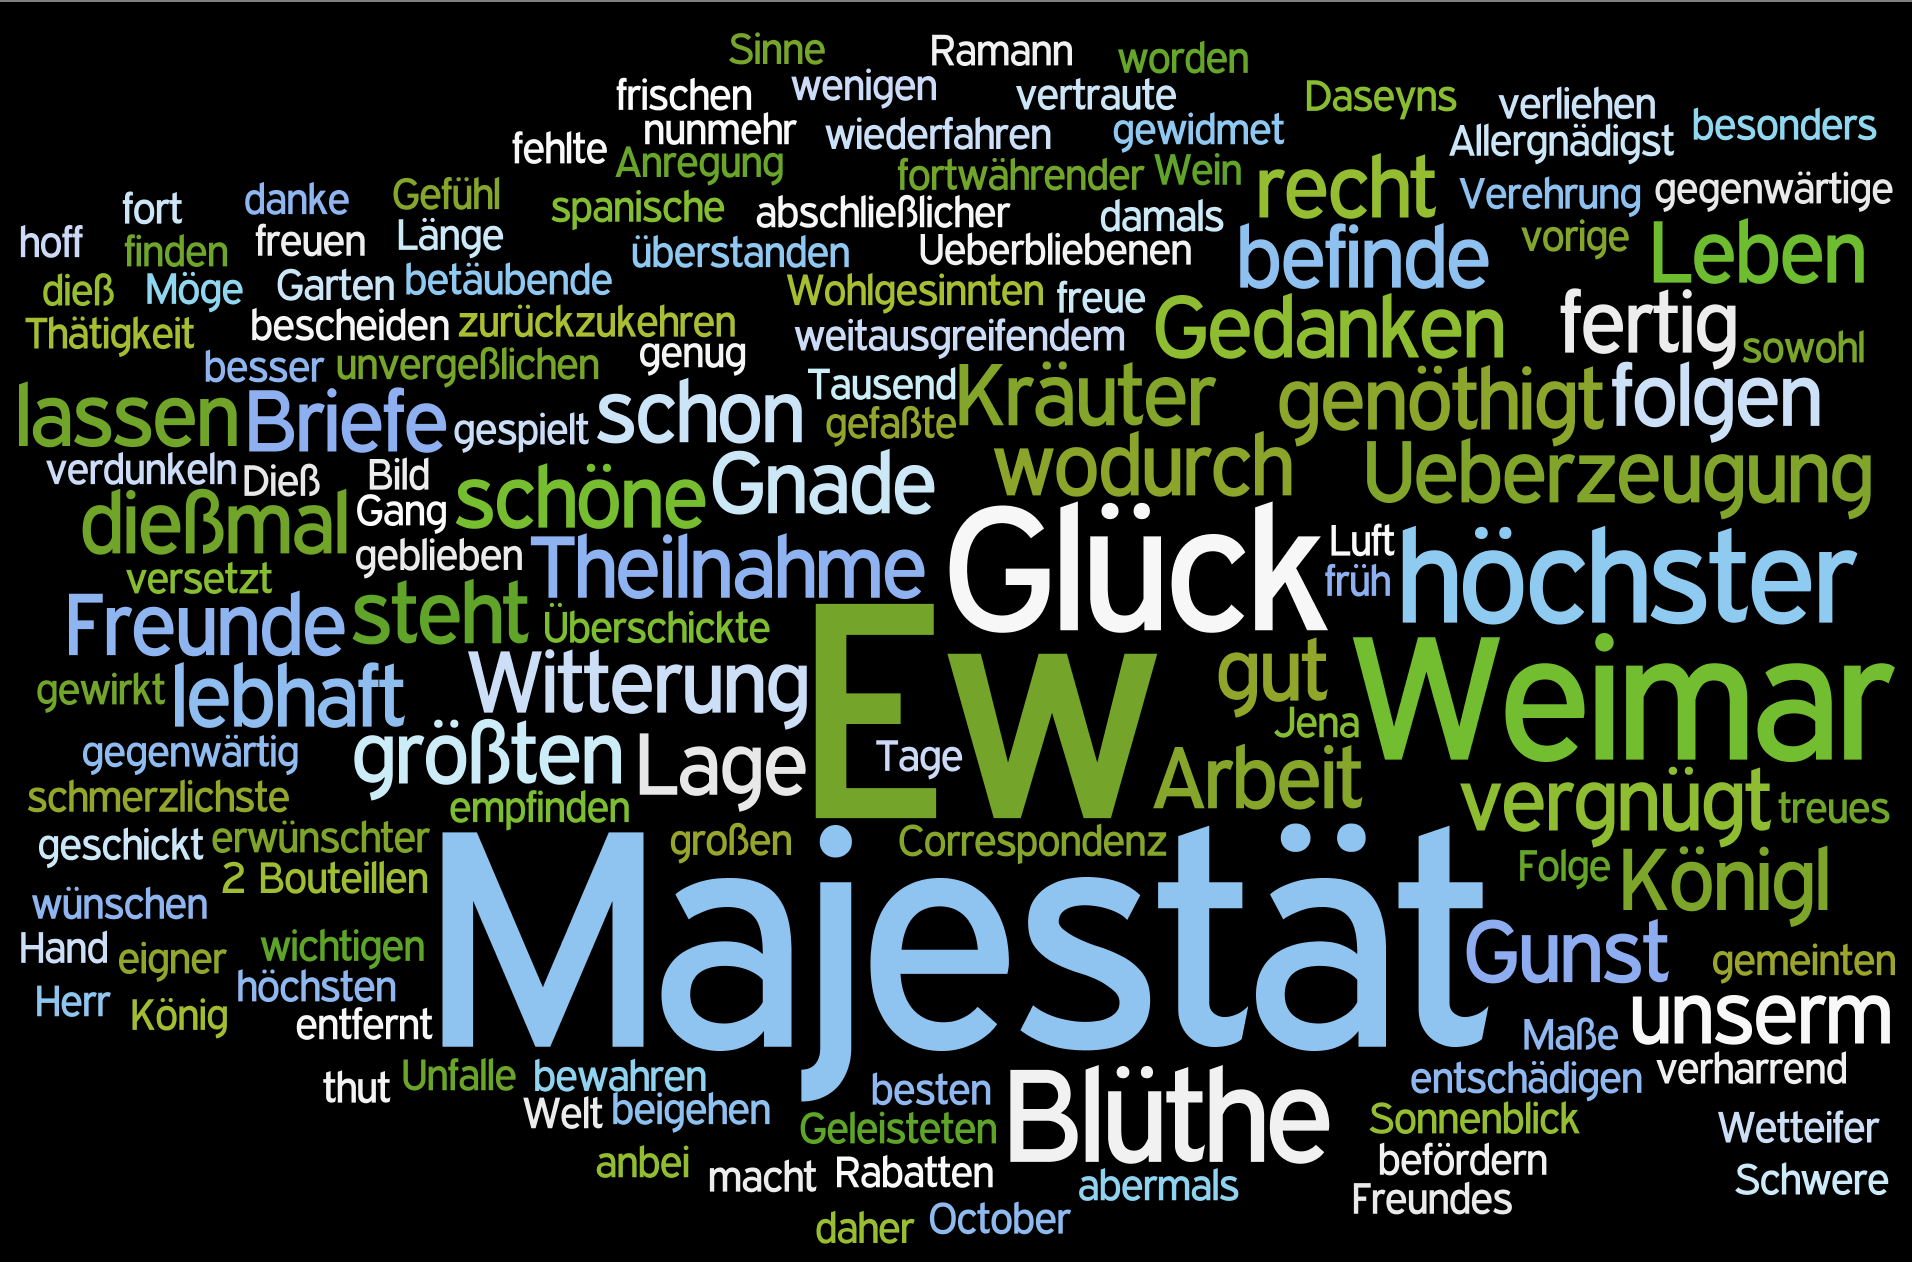 Sinne Ramann worden
frischen wenigen vertraute Daseyns verliehen besonders
fehlte nunmehr wiederfahren gewidmet Allergnädigst
Anregung fortwährender Wein recht Verehrung gegenwärtige
fort danke Gefühl spanische abschließlicher damals
hoff finden freuen Länge überstanden Ueberbliebenen befinde vorige Leben
dieß Möge Garten betäubende Wohlgesinnten freue
Thätigkeit bescheiden zurückzukehren weitausgreifendem Gedanken fertig sowohl
besser unvergeßlichen genug
lassen Briefe gespielt schon Tausend gefaßte Kräuter genöthigt folgen
verdunkeln Dieß Bild schöne Gnade wodurch Ueberzeugung
dießmal Gang
geblieben Theilnahme Glück Luft höchster
versetzt früh
Freunde steht Überschickte
gewirkt lebhaft Witterung Ew gut Weimar
Jena
gegenwärtig größten Lage Tage Arbeit
schmerzlichste empfinden vergnügt treues
geschickt erwünschter großen Correspondenz
2 Bouteillen Majestät Folge Königl
wünschen
Hand eigner wichtigen Gunst gemeinten
Herr König höchsten
entfernt Maße unserm
thut Unfalle bewahren besten Blüthe entschädigen verharrend
Welt beigehen Geleisteten Sonnenblick Wetteifer
anbei macht Rabatten abermals befördern Schwere
daher October Freundes